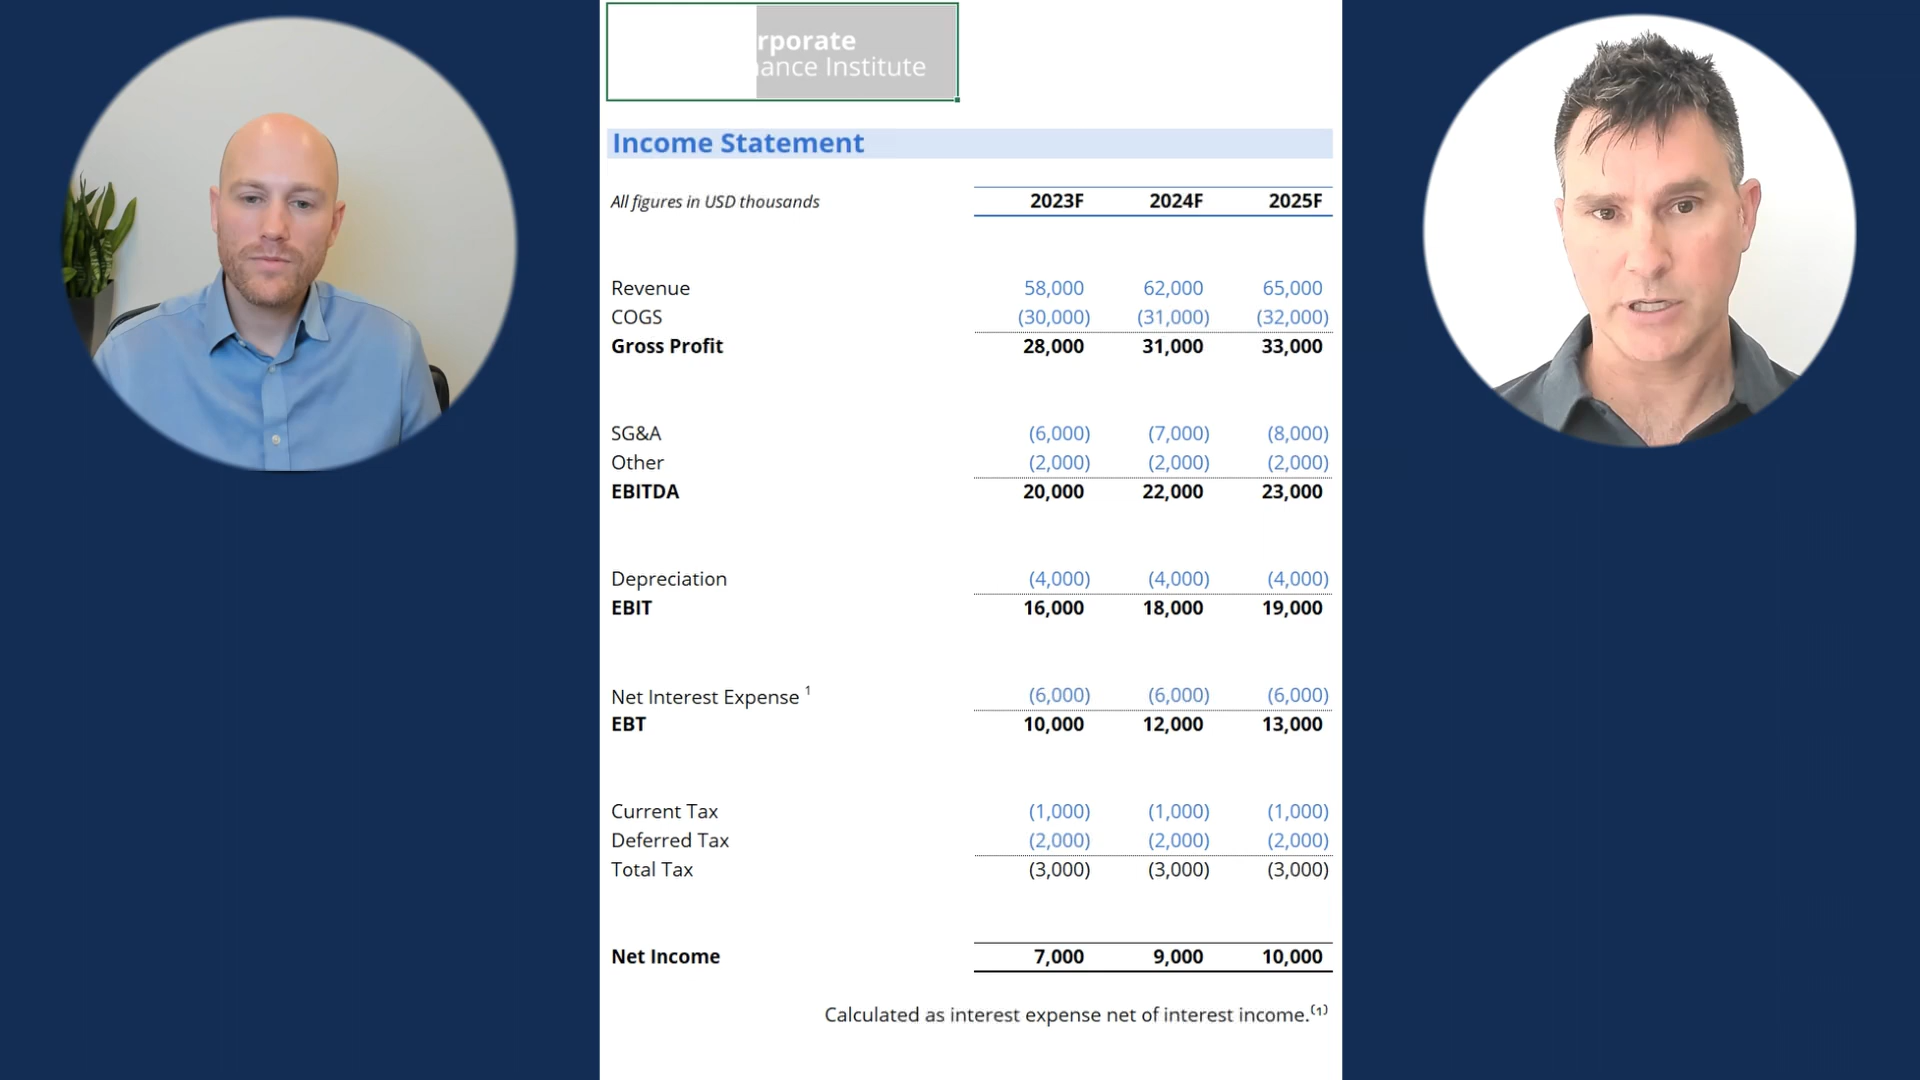 rporate
ance Institute
Income Statement
All figures in USD thousands 2023F 2024F 2025F
Revenue 58,000 62,000 65,000
COGS (30,000) (31,000) (32,000)
Gross Profit 28,000 31,000 33,000
SG&A (6,000) (7,000) (8,000)
Other (2,000) (2,000) (2,000)
EBITDA 20,000 22,000 23,000
Depreciation (4,000) (4,000) (4,000)
EBIT 16,000 18,000 19,000
Net Interest Expense ¹ (6,000) (6,000) (6,000)
EBT 10,000 12,000 13,000
Current Tax (1,000) (1,000) (1,000)
Deferred Tax (2,000) (2,000) (2,000)
Total Tax (3,000) (3,000) (3,000)
Net Income 7,000 9,000 10,000
Calculated as interest expense net of interest income.⁽¹⁾